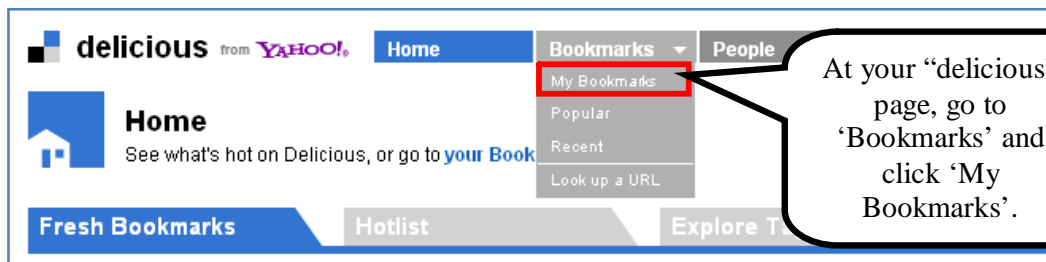 delicious from YAHOO!. Home Bookmarks People
My Bookmarks
Popular
Recent
Look up a URL
Home
See what's hot on Delicious, or go to your Book
Fresh Bookmarks Hotlist Explore
At your “delicious”
page, go to
‘Bookmarks’ and
click ‘My
Bookmarks’.